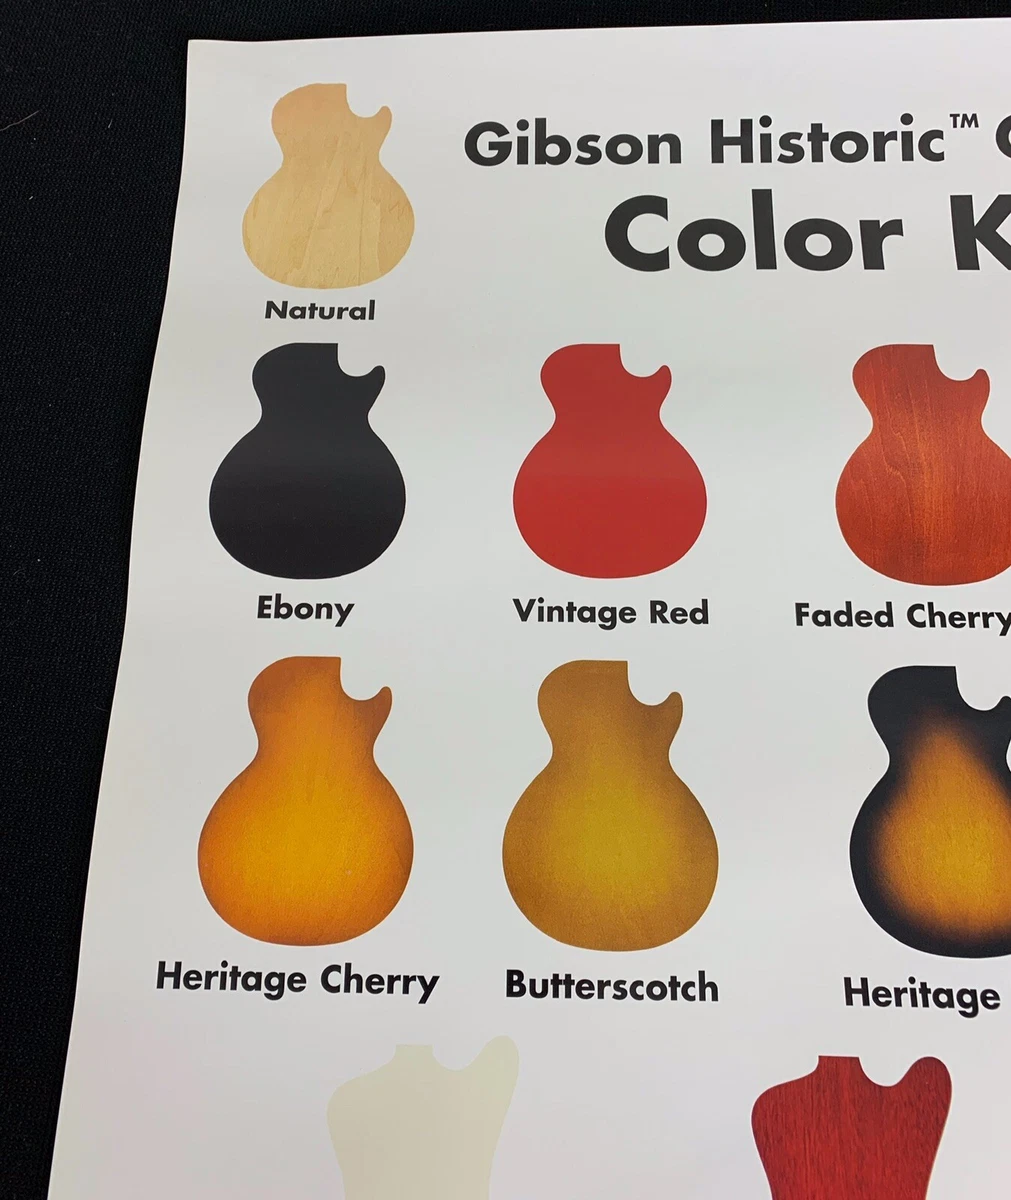 Gibson Historic™
Color
Natural
Ebony
Vintage Red
Faded Cherry
Heritage Cherry
Butterscotch
Heritage